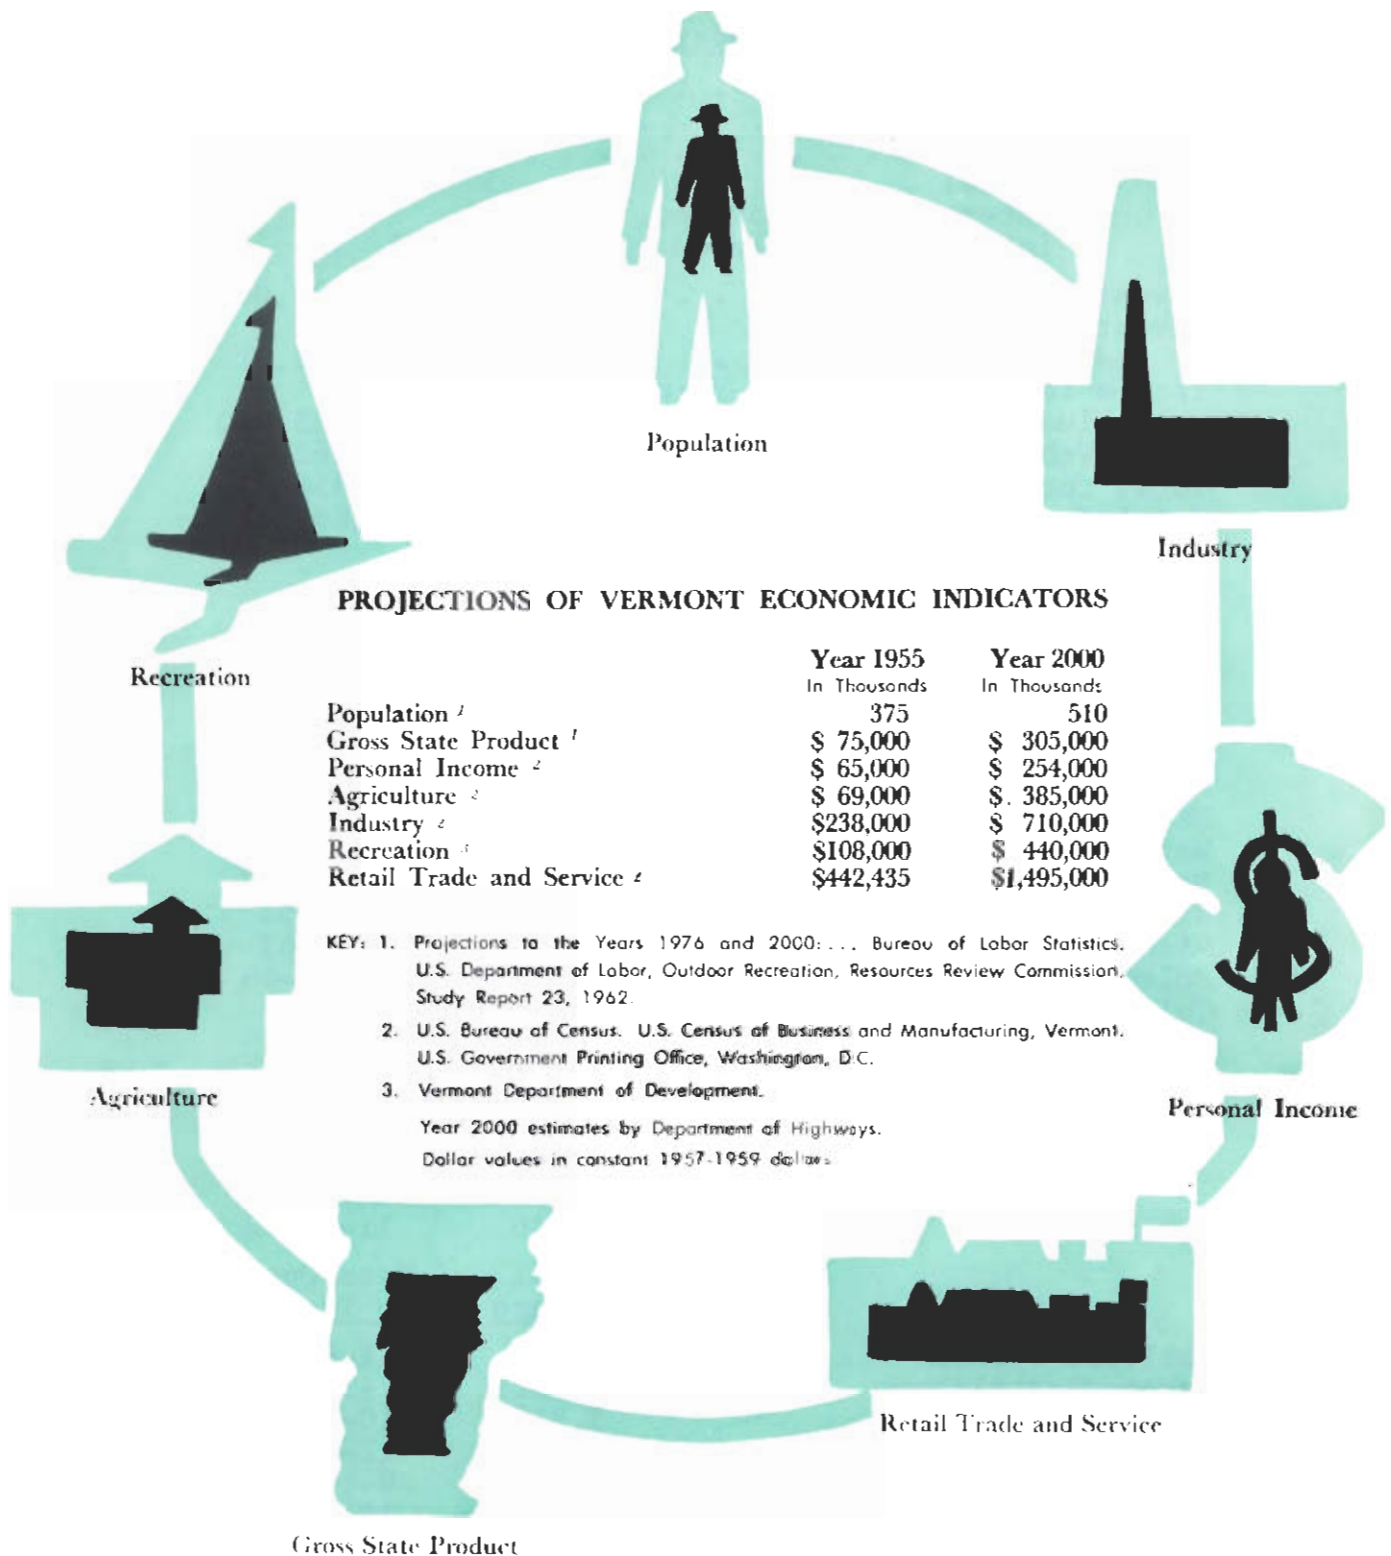 Population
Industry
Recreation
PROJECTIONS OF VERMONT ECONOMIC INDICATORS
Year 1955 Year 2000
In Thousands In Thousands
Population 1 375 510
Gross State Product 1 $ 75,000 $ 305,000
Personal Income 2 $ 65,000 $ 254,000
Agriculture 2 $ 69,000 $. 385,000
Industry 2 $238,000 $ 710,000
Recreation 3 $108,000 $ 440,000
Retail Trade and Service 2 $442,435 $1,495,000
KEY: 1. Projections to the Years 1976 and 2000: ... Bureau of Labor Statistics.
U.S. Department of Labor, Outdoor Recreation, Resources Review Commission,
Study Report 23, 1962.
2. U.S. Bureau of Census. U.S. Census of Business and Manufacturing, Vermont.
U.S. Government Printing Office, Washington, D.C.
3. Vermont Department of Development.
Year 2000 estimates by Department of Highways.
Dollar values in constant 1957-1959 dollars.
Agriculture
Personal Income
Retail Trade and Service
Gross State Product